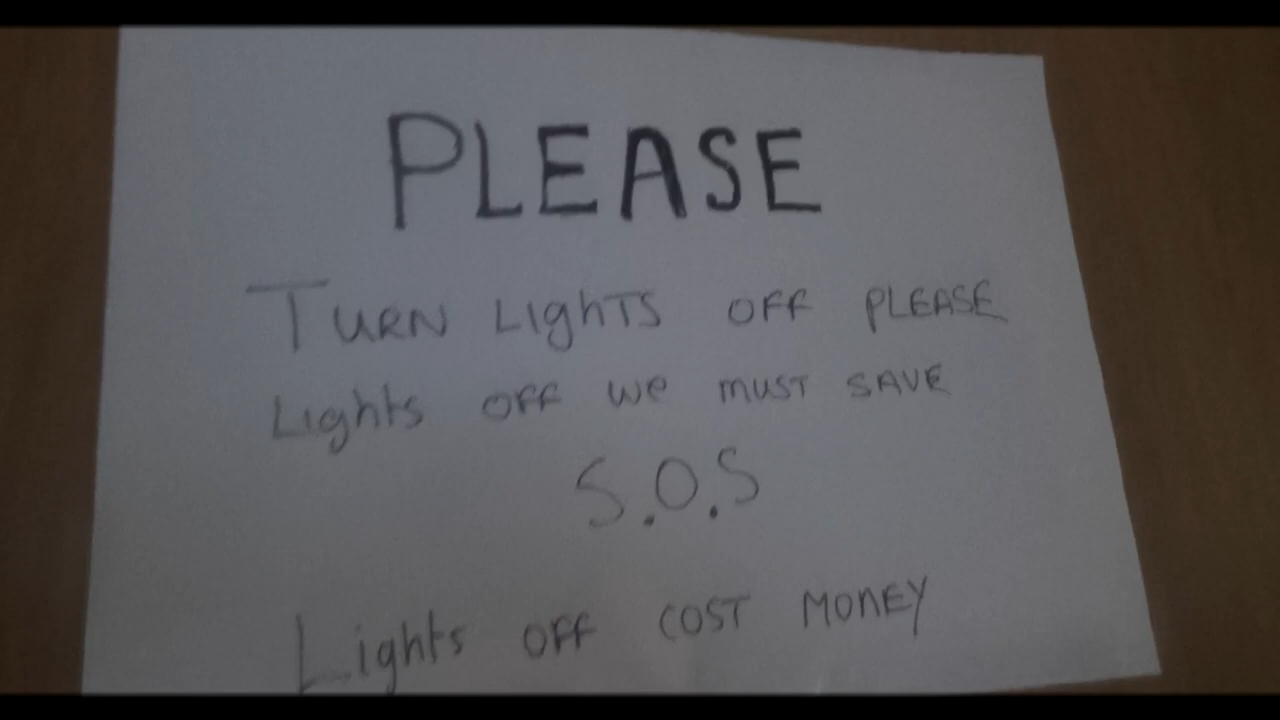 PLEASE
TURN LIghTS OFF PLEASE
Lights OFF we must SAVE
S.O.S
Lights OFF COST MONEY